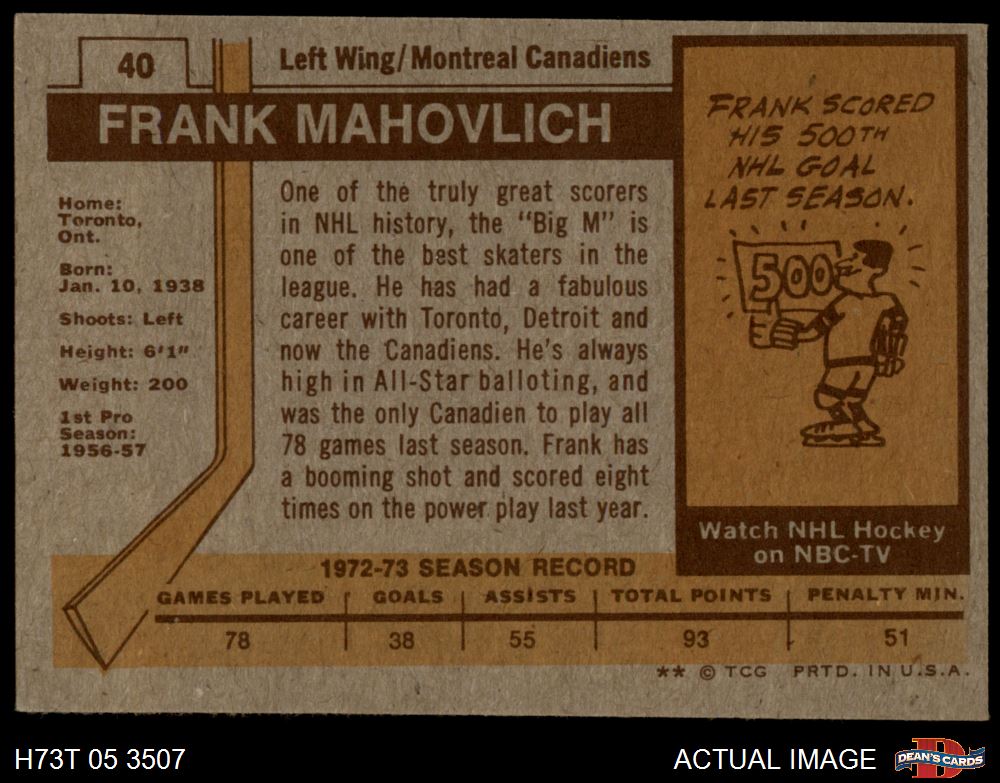 40
Left Wing/Montreal Canadiens
FRANK MAHOVLICH
Home:
Toronto,
Ont.
Born:
Jan. 10, 1938
Shoots: Left
Height: 6'1"
Weight: 200
1st Pro
Season:
1956-57
One of the truly great scorers
in NHL history, the "Big M" is
one of the best skaters in the
league. He has had a fabulous
career with Toronto, Detroit and
now the Canadiens. He's always
high in All-Star balloting, and
was the only Canadien to play all
78 games last season. Frank has
a booming shot and scored eight
times on the power play last year.
FRANK SCORED
HIS 500TH
NHL GOAL
LAST SEASON.
500
Watch NHL Hockey
on NBC-TV
1972-73 SEASON RECORD
GAMES PLAYED GOALS ASSISTS TOTAL POINTS PENALTY MIN.
78 38 55 93 51
** © TCG PRTD. IN U.S.A.
H73T 05 3507
ACTUAL IMAGE
D
DEAN'S CARDS